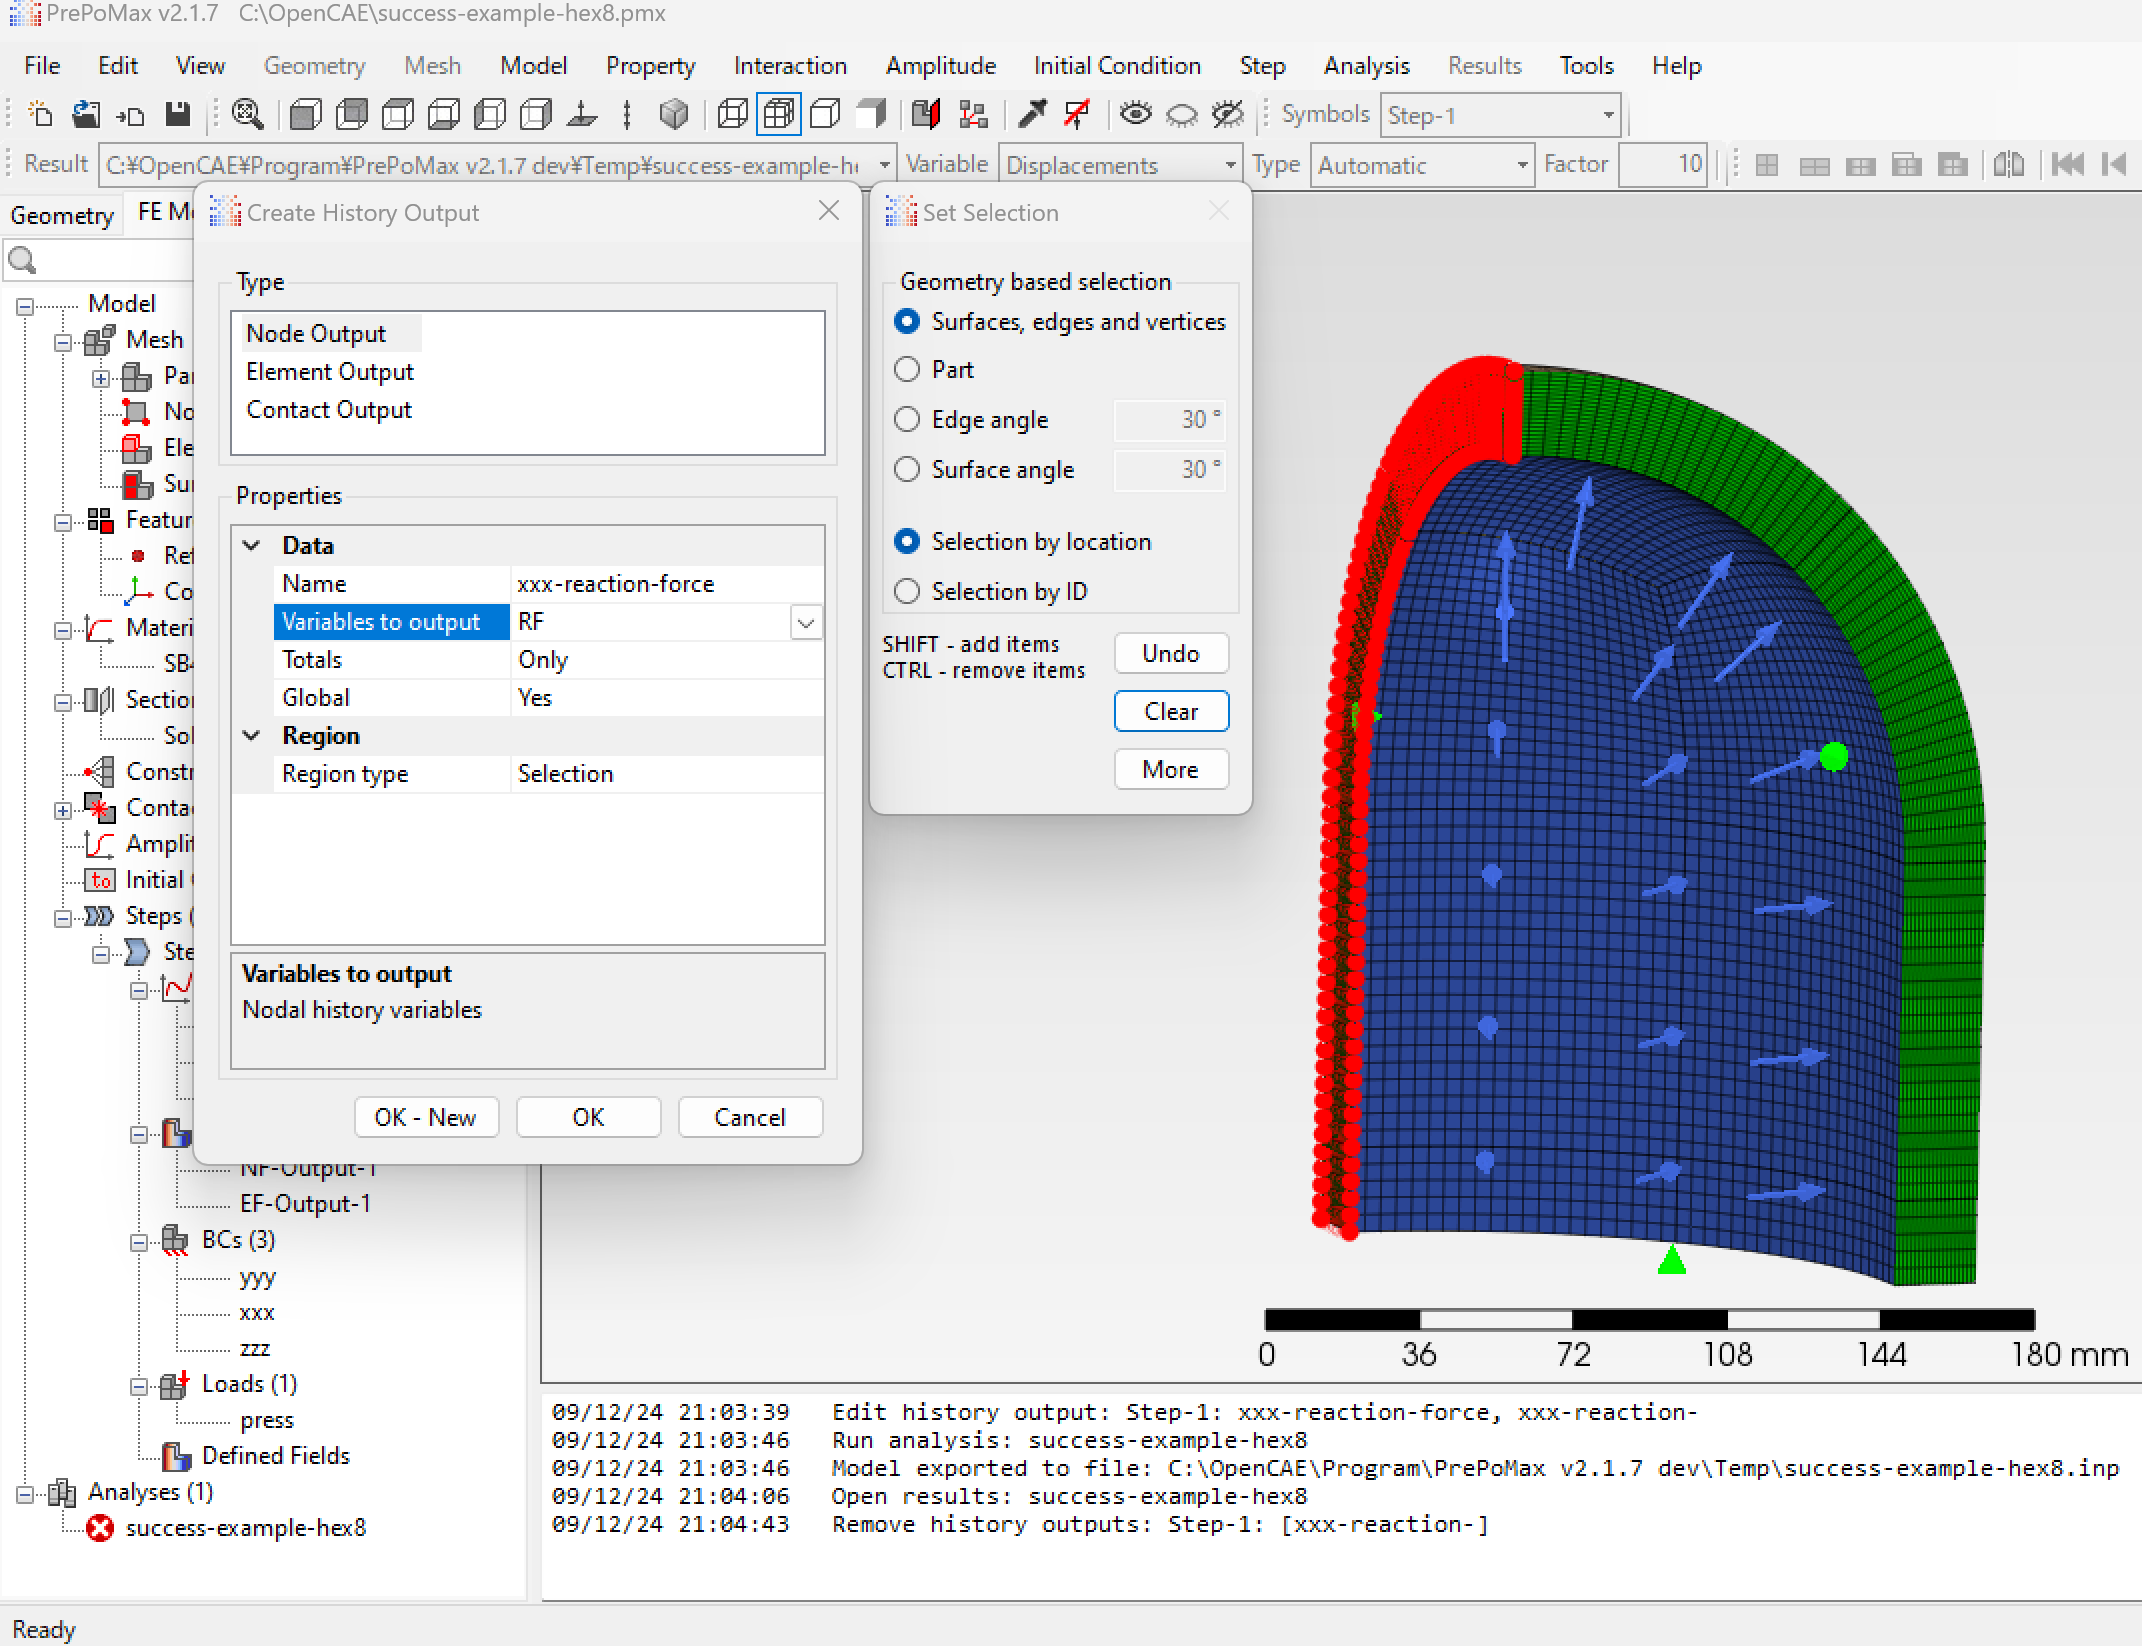 PrePoMax v2.1.7   C:\OpenCAE\success-example-hex8.pmx
File Edit View Geometry Mesh Model Property Interaction Amplitude Initial Condition Step Analysis Results Tools Help
Symbols Step-1
Result C:¥OpenCAE¥Program¥PrePoMax v2.1.7 dev¥Temp¥success-example-he Variable Displacements Type Automatic Factor 10
Geometry FE Mo
Model
Mesh
Par
No
Ele
Sur
Featur
Ref
Co
Materi
SB4
Section
Sol
Constr
Conta
Amplit
Initial
Steps (
Ste
NF-Output-1
EF-Output-1
BCs (3)
yyy
xxx
zzz
Loads (1)
press
Defined Fields
Analyses (1)
success-example-hex8
Create History Output
Type
Node Output
Element Output
Contact Output
Properties
Data
Name xxx-reaction-force
Variables to output RF
Totals Only
Global Yes
Region
Region type Selection
Variables to output
Nodal history variables
OK - New OK Cancel
Set Selection
Geometry based selection
Surfaces, edges and vertices
Part
Edge angle 30 °
Surface angle 30 °
Selection by location
Selection by ID
SHIFT - add items
CTRL - remove items
Undo
Clear
More
0 36 72 108 144 180 mm
09/12/24 21:03:39   Edit history output: Step-1: xxx-reaction-force, xxx-reaction-
09/12/24 21:03:46   Run analysis: success-example-hex8
09/12/24 21:03:46   Model exported to file: C:\OpenCAE\Program\PrePoMax v2.1.7 dev\Temp\success-example-hex8.inp
09/12/24 21:04:06   Open results: success-example-hex8
09/12/24 21:04:43   Remove history outputs: Step-1: [xxx-reaction-]
Ready